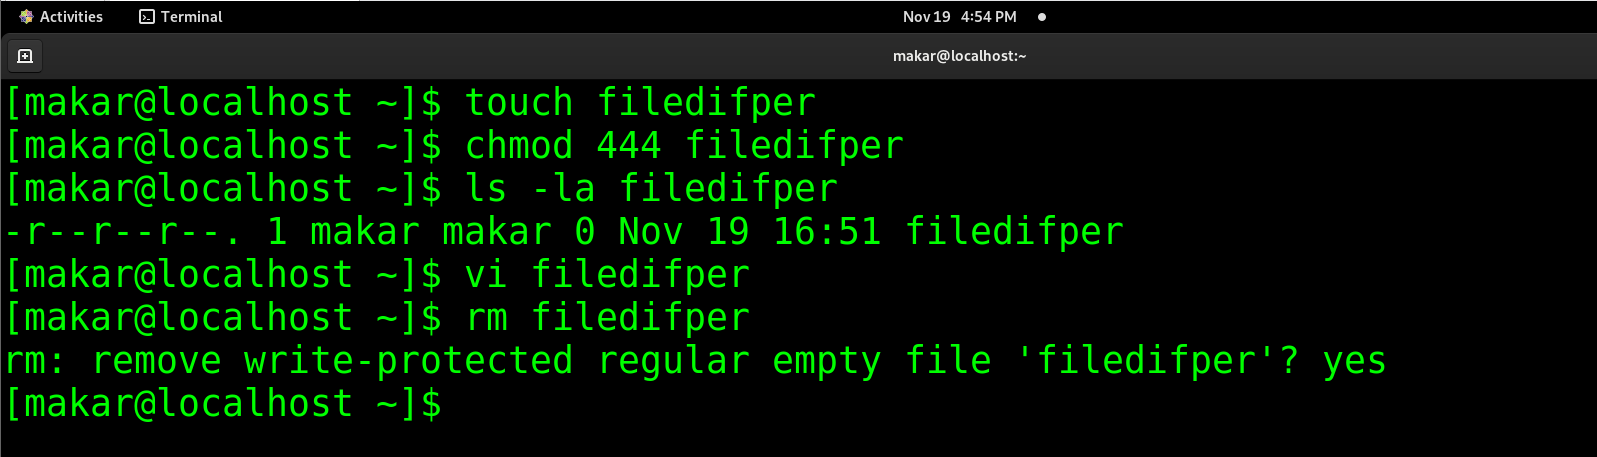 Activities Terminal Nov 19 4:54 PM
makar@localhost:~
[makar@localhost ~]$ touch filedifper
[makar@localhost ~]$ chmod 444 filedifper
[makar@localhost ~]$ ls -la filedifper
-r--r--r--. 1 makar makar 0 Nov 19 16:51 filedifper
[makar@localhost ~]$ vi filedifper
[makar@localhost ~]$ rm filedifper
rm: remove write-protected regular empty file 'filedifper'? yes
[makar@localhost ~]$